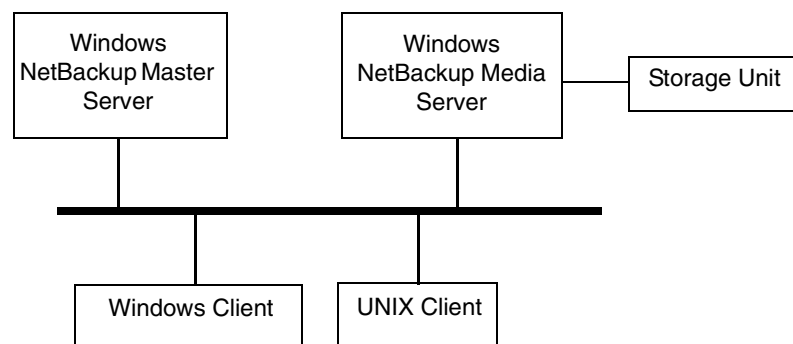 Windows
NetBackup Master
Server
Windows
NetBackup Media
Server
Storage Unit
Windows Client
UNIX Client